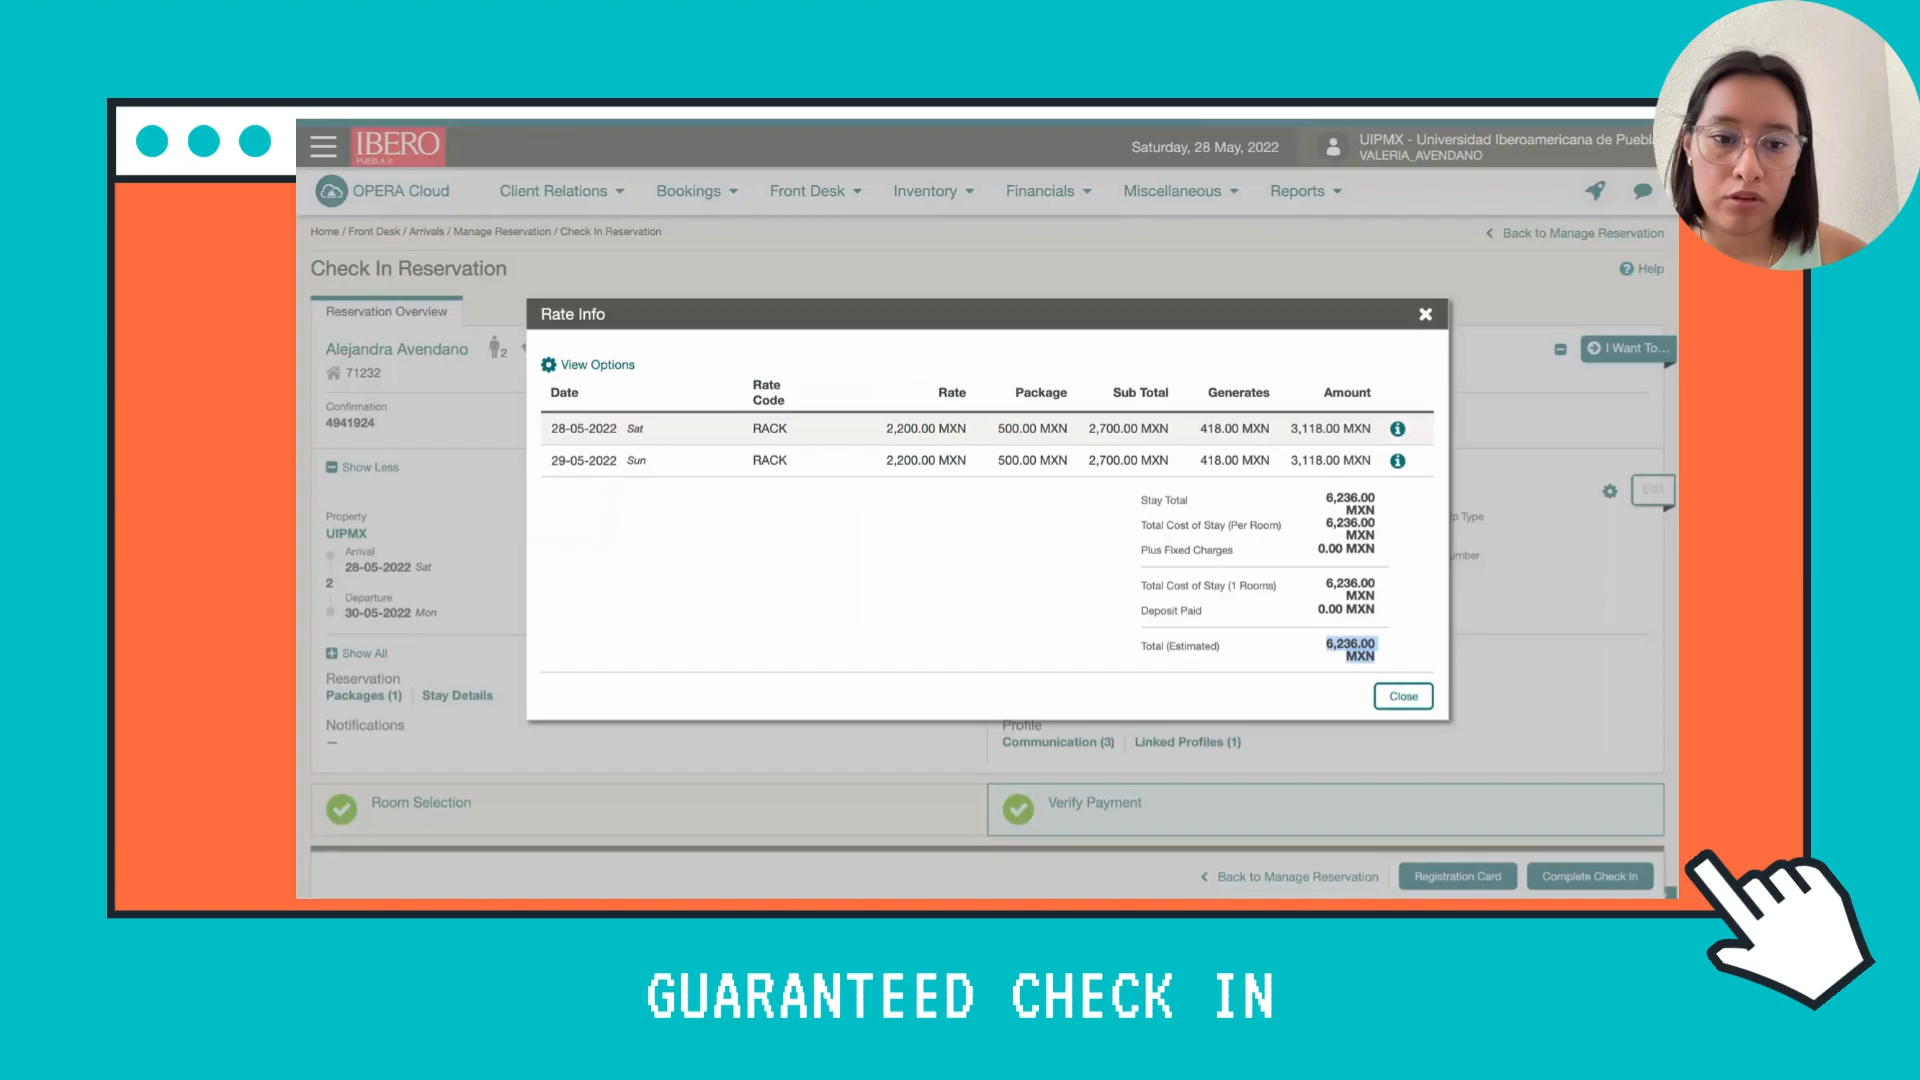 IBERO
PUEBLA
Saturday, 28 May, 2022
UIPMX - Universidad Iberoamericana de Puebl
VALERIA_AVENDANO
OPERA Cloud
Client Relations
Bookings
Front Desk
Inventory
Financials
Miscellaneous
Reports
Home / Front Desk / Arrivals / Manage Reservation / Check In Reservation
Back to Manage Reservation
Check In Reservation
Help
Reservation Overview
Alejandra Avendano
2
71232
Confirmation
4941924
Show Less
Property
UIPMX
Arrival
28-05-2022 Sat
2
Departure
30-05-2022 Mon
Show All
Reservation
Packages (1)
Stay Details
Notifications
—
I Want To...
Edit
p Type
umber
Rate Info
View Options
Date Rate Code Rate Package Sub Total Generates Amount
28-05-2022 Sat RACK 2,200.00 MXN 500.00 MXN 2,700.00 MXN 418.00 MXN 3,118.00 MXN
29-05-2022 Sun RACK 2,200.00 MXN 500.00 MXN 2,700.00 MXN 418.00 MXN 3,118.00 MXN
Stay Total 6,236.00 MXN
Total Cost of Stay (Per Room) 6,236.00 MXN
Plus Fixed Charges 0.00 MXN
Total Cost of Stay (1 Rooms) 6,236.00 MXN
Deposit Paid 0.00 MXN
Total (Estimated) 6,236.00 MXN
Close
Profile
Communication (3)
Linked Profiles (1)
Room Selection
Verify Payment
Back to Manage Reservation
Registration Card
Complete Check In
GUARANTEED CHECK IN